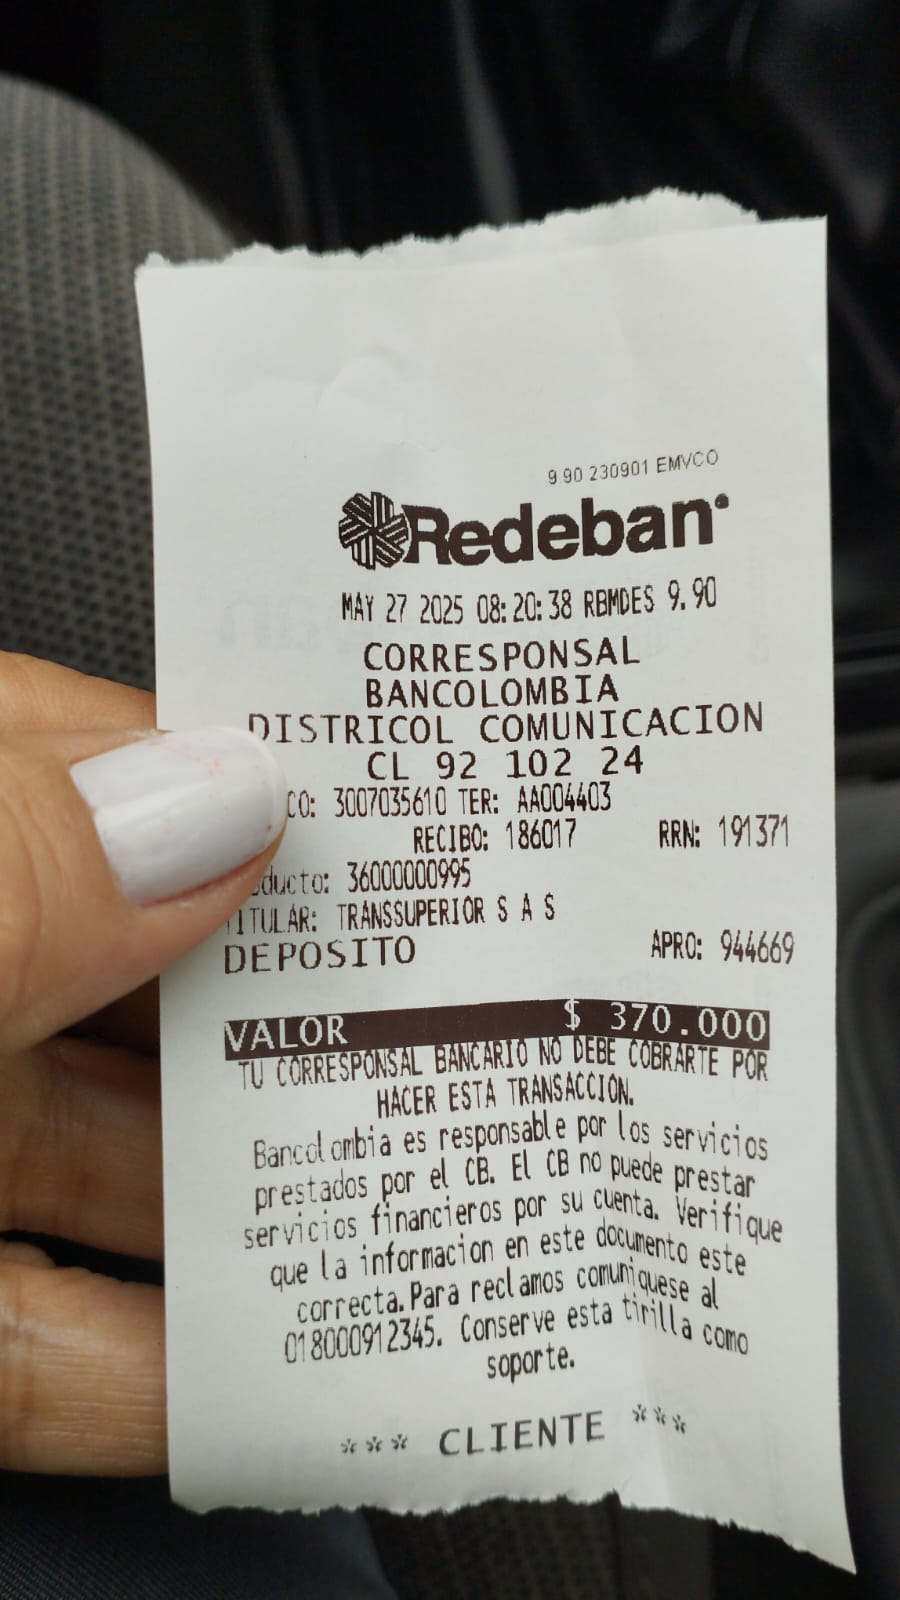 9.90 230901 EMVCO
Redeban
MAY 27 2025 08:20:38 RBMDES 9.90
CORRESPONSAL
BANCOLOMBIA
DISTRICOL COMUNICACION
CL 92 102 24
CO: 3007035610 TER: AA004403
RECIBO: 186017 RRN: 191371
ducto: 36000000995
TITULAR: TRANSSUPERIOR S A S
DEPOSITO APRO: 944669
VALOR $ 370.000
TU CORRESPONSAL BANCARIO NO DEBE COBRARTE POR
HACER ESTA TRANSACCION.
Bancolombia es responsable por los servicios
prestados por el CB. El CB no puede prestar
servicios financieros por su cuenta. Verifique
que la informacion en este documento este
correcta.Para reclamos comuniquese al
018000912345. Conserve esta tirilla como
soporte.
*** CLIENTE ***